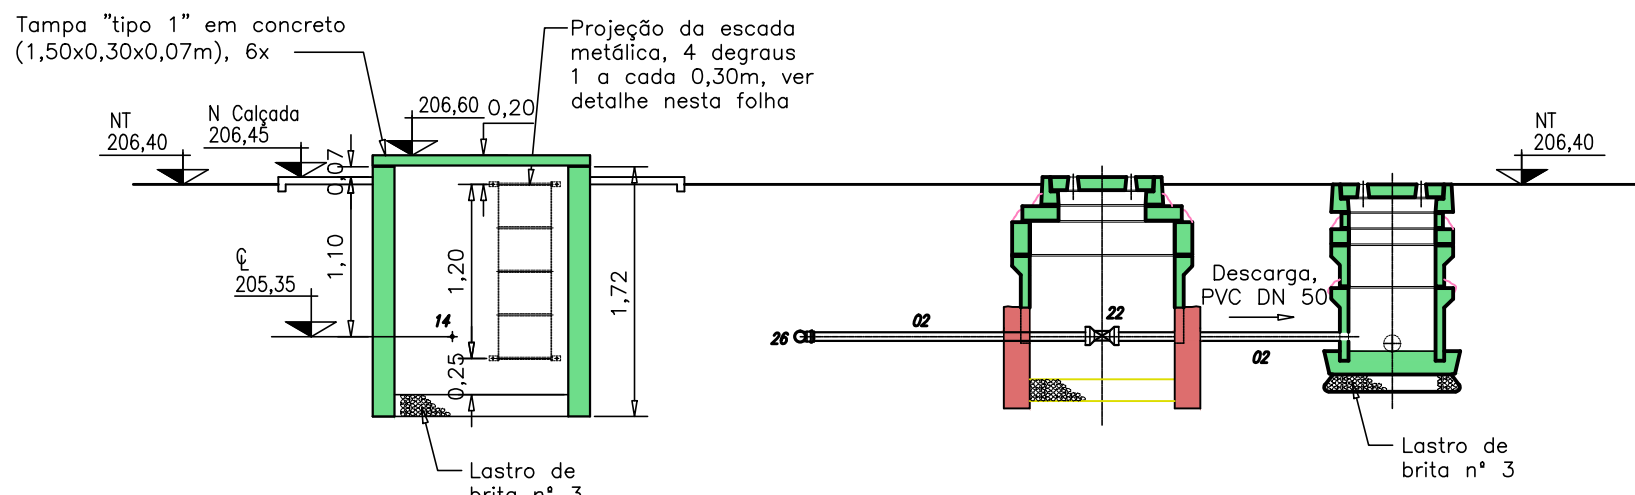 Tampa "tipo 1" em concreto
(1,50x0,30x0,07m), 6x
Projeção da escada
metálica, 4 degraus
1 a cada 0,30m, ver
detalhe nesta folha
206,60
0,20
N Calçada
206,45
NT
206,40
NT
206,40
0,07
1,10
℄
205,35
14
1,20
0,25
1,72
Descarga,
PVC DN 50
26
02
22
02
Lastro de
brita n° 3
Lastro de
brita n° 3